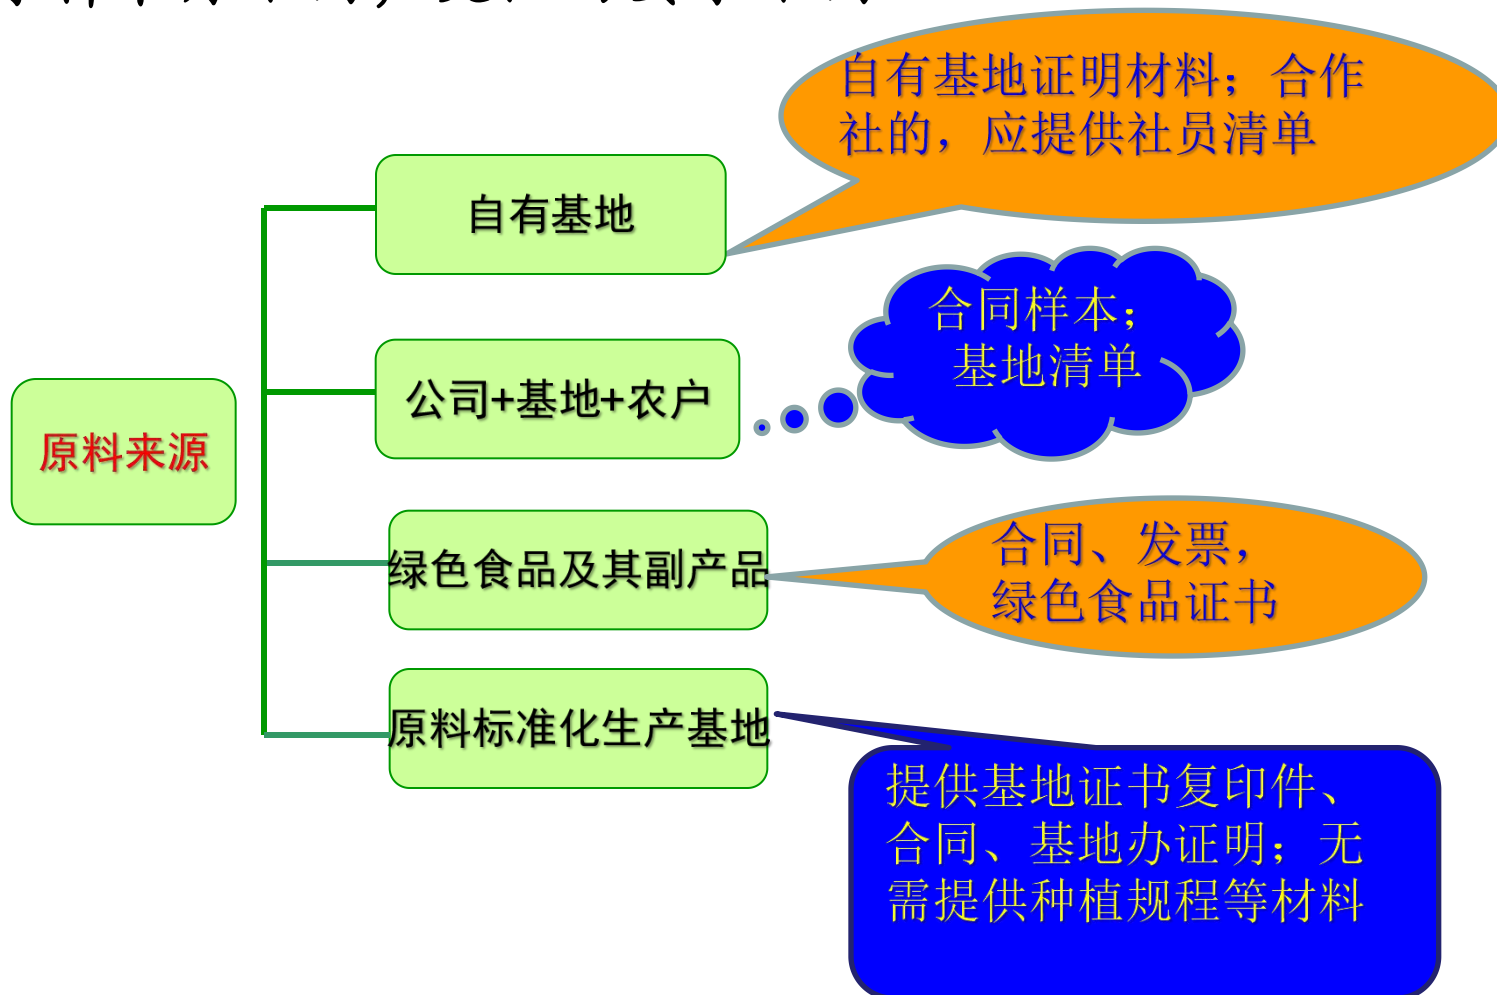 自有基地证明材料；合作
社的，应提供社员清单
自有基地
合同样本；
基地清单
公司+基地+农户
原料来源
合同、发票，
绿色食品证书
绿色食品及其副产品
原料标准化生产基地
提供基地证书复印件、
合同、基地办证明；无
需提供种植规程等材料